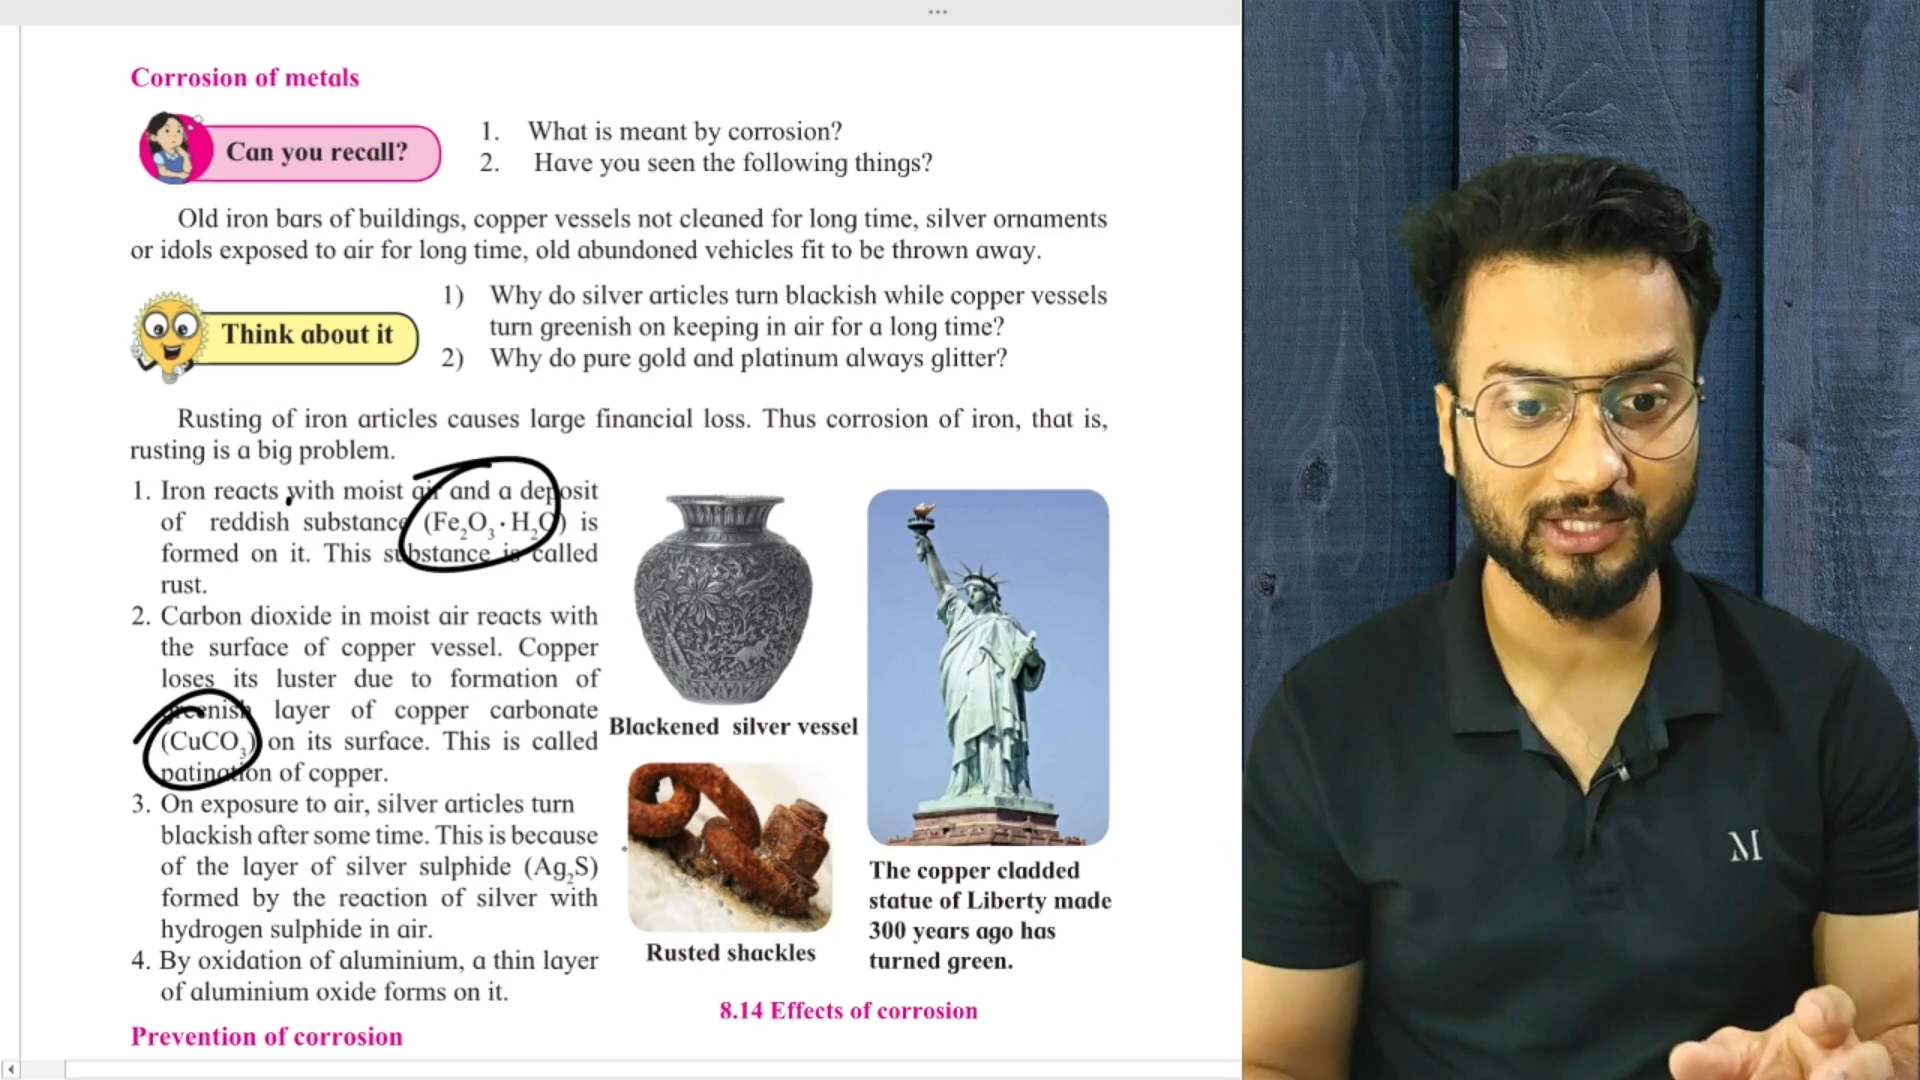 Corrosion of metals
Can you recall?
1. What is meant by corrosion?
2. Have you seen the following things?
Old iron bars of buildings, copper vessels not cleaned for long time, silver ornaments
or idols exposed to air for long time, old abundoned vehicles fit to be thrown away.
Think about it
1) Why do silver articles turn blackish while copper vessels
turn greenish on keeping in air for a long time?
2) Why do pure gold and platinum always glitter?
Rusting of iron articles causes large financial loss. Thus corrosion of iron, that is,
rusting is a big problem.
1. Iron reacts with moist air and a deposit
of reddish substance (Fe₂O₃·H₂O) is
formed on it. This substance is called
rust.
2. Carbon dioxide in moist air reacts with
the surface of copper vessel. Copper
loses its luster due to formation of
greenish layer of copper carbonate
(CuCO₃) on its surface. This is called
patination of copper.
3. On exposure to air, silver articles turn
blackish after some time. This is because
of the layer of silver sulphide (Ag₂S)
formed by the reaction of silver with
hydrogen sulphide in air.
4. By oxidation of aluminium, a thin layer
of aluminium oxide forms on it.
Blackened silver vessel
Rusted shackles
The copper cladded
statue of Liberty made
300 years ago has
turned green.
8.14 Effects of corrosion
Prevention of corrosion
M